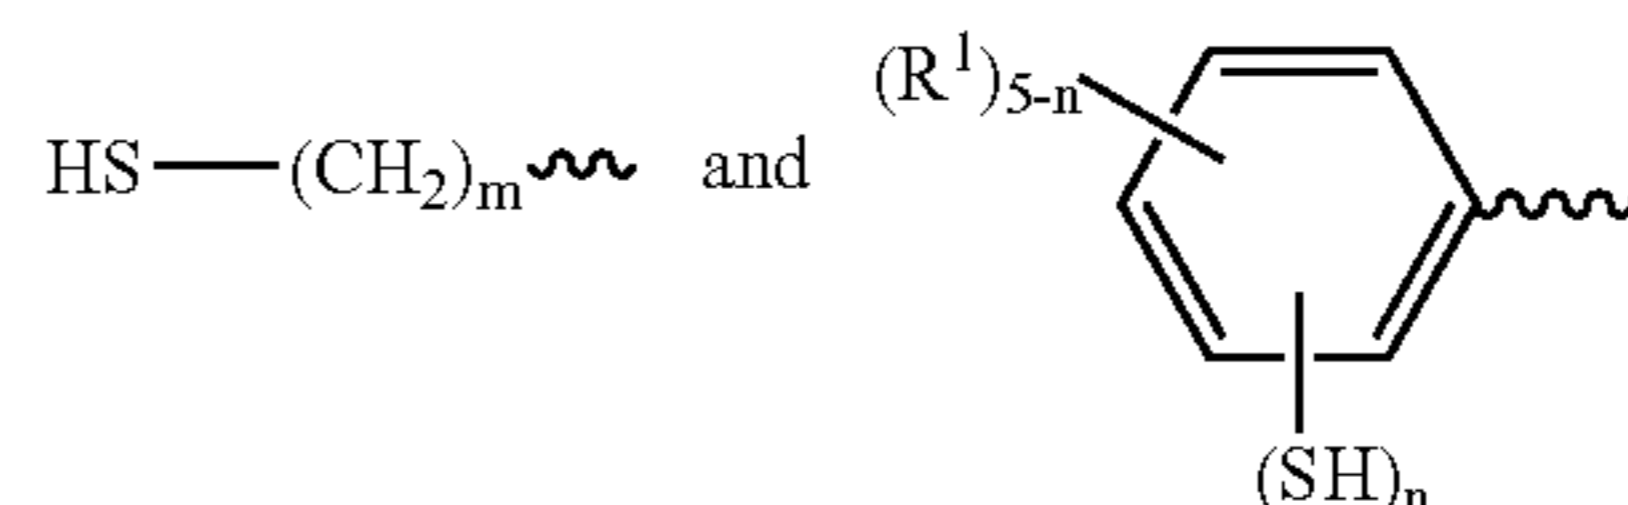 (R¹)₅₋ₙ
HS—(CH₂)ₘ and
(SH)ₙ